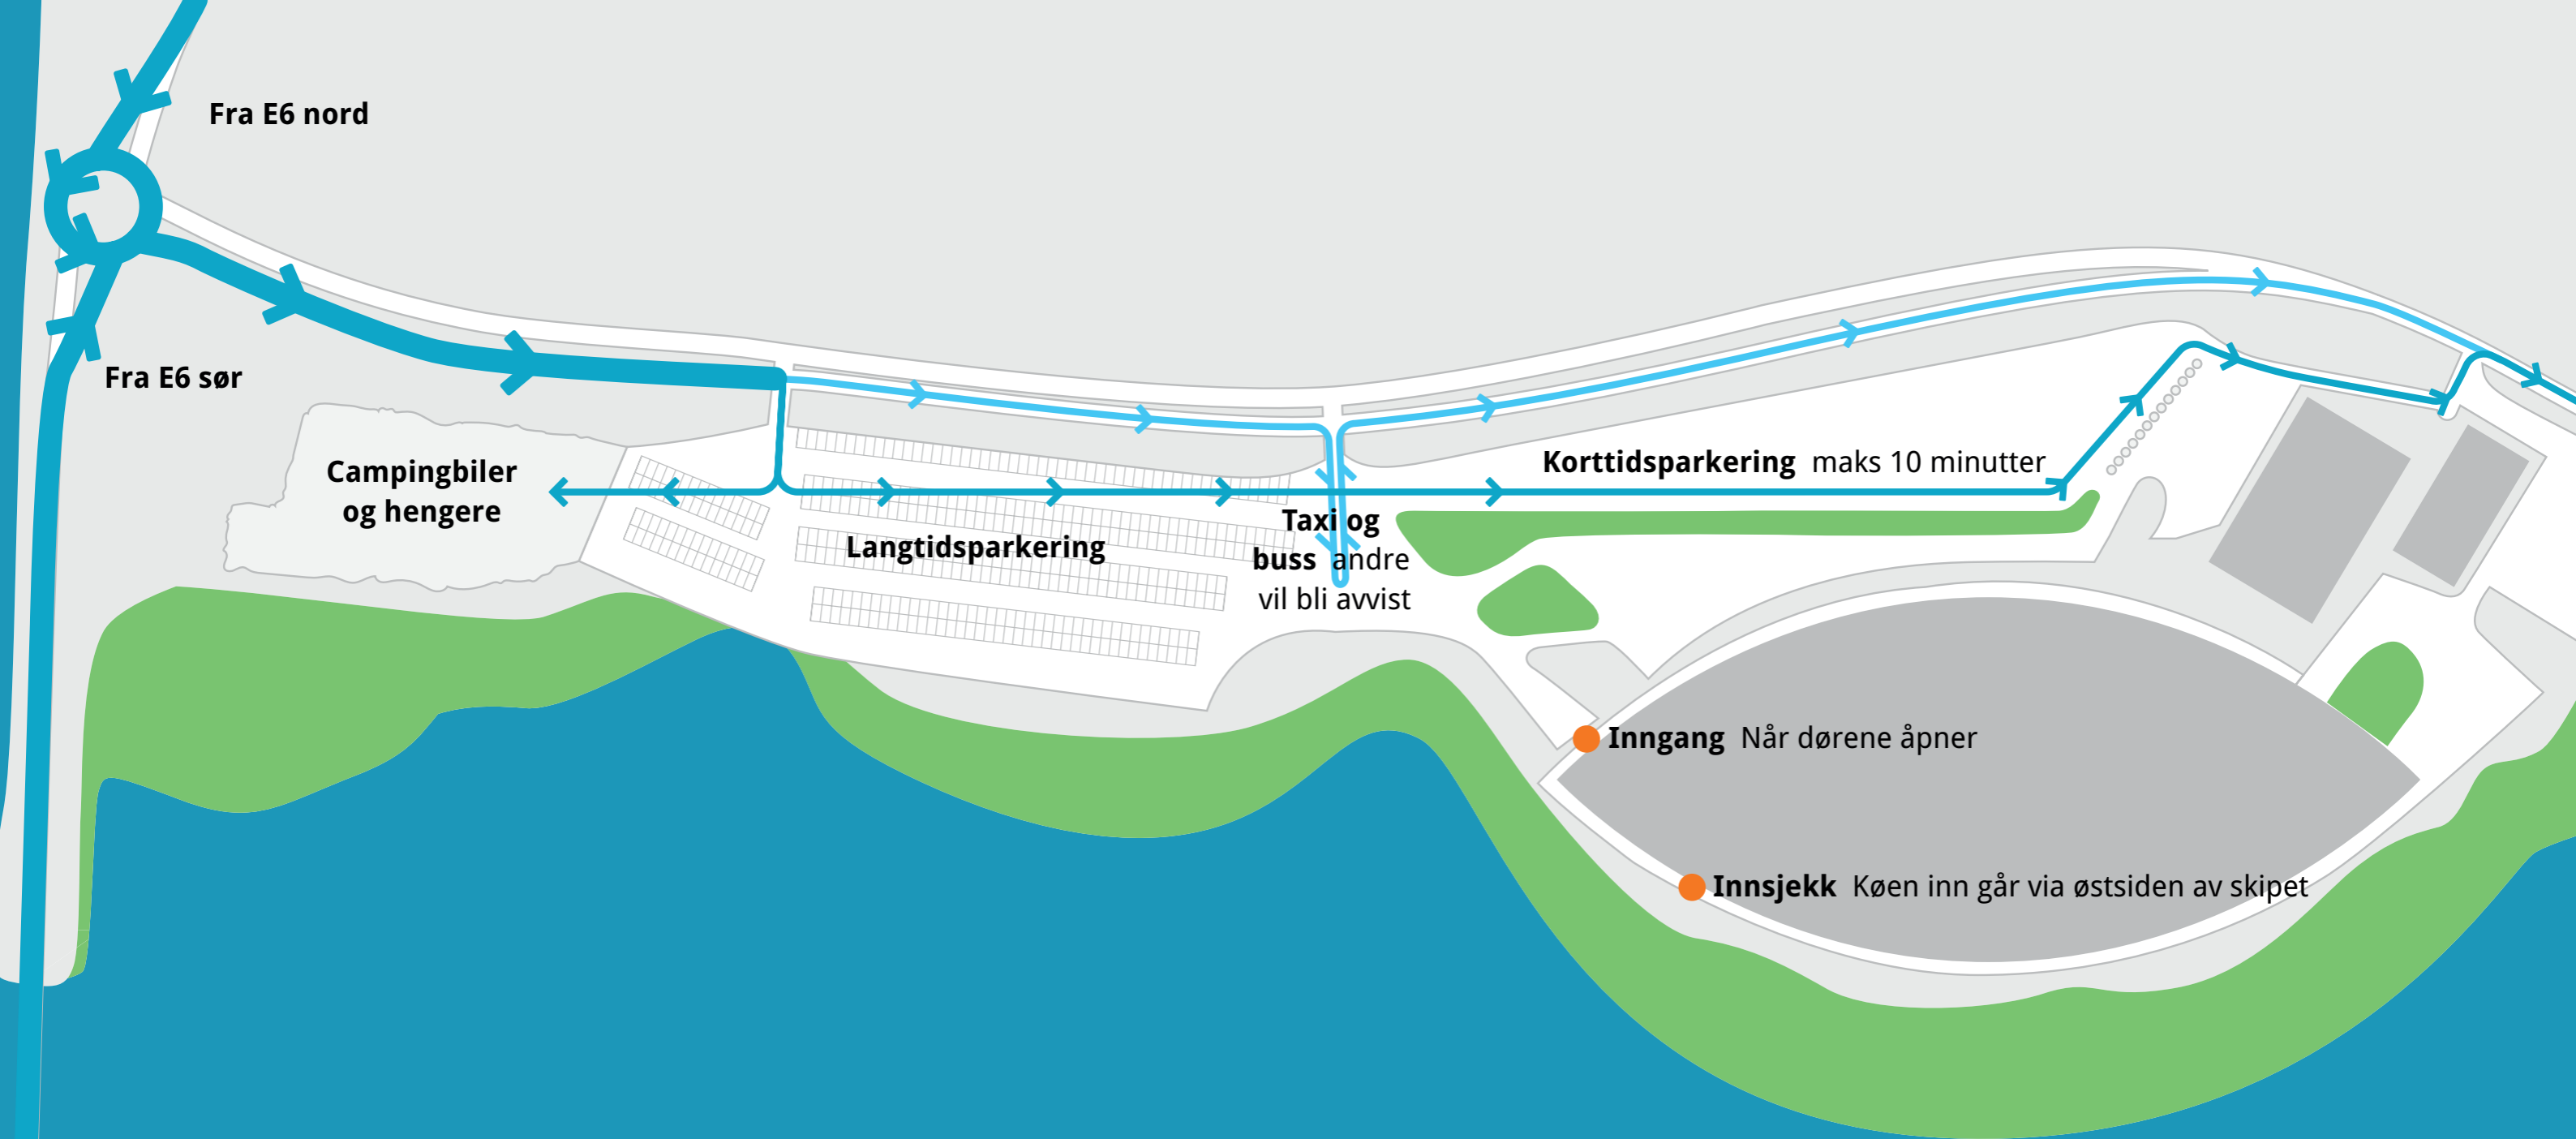 Fra E6 nord
Fra E6 sør
Campingbiler
og hengere
Langtidsparkering
Taxi og
buss andre
vil bli avvist
Korttidsparkering maks 10 minutter
Inngang Når dørene åpner
Innsjekk Køen inn går via østsiden av skipet